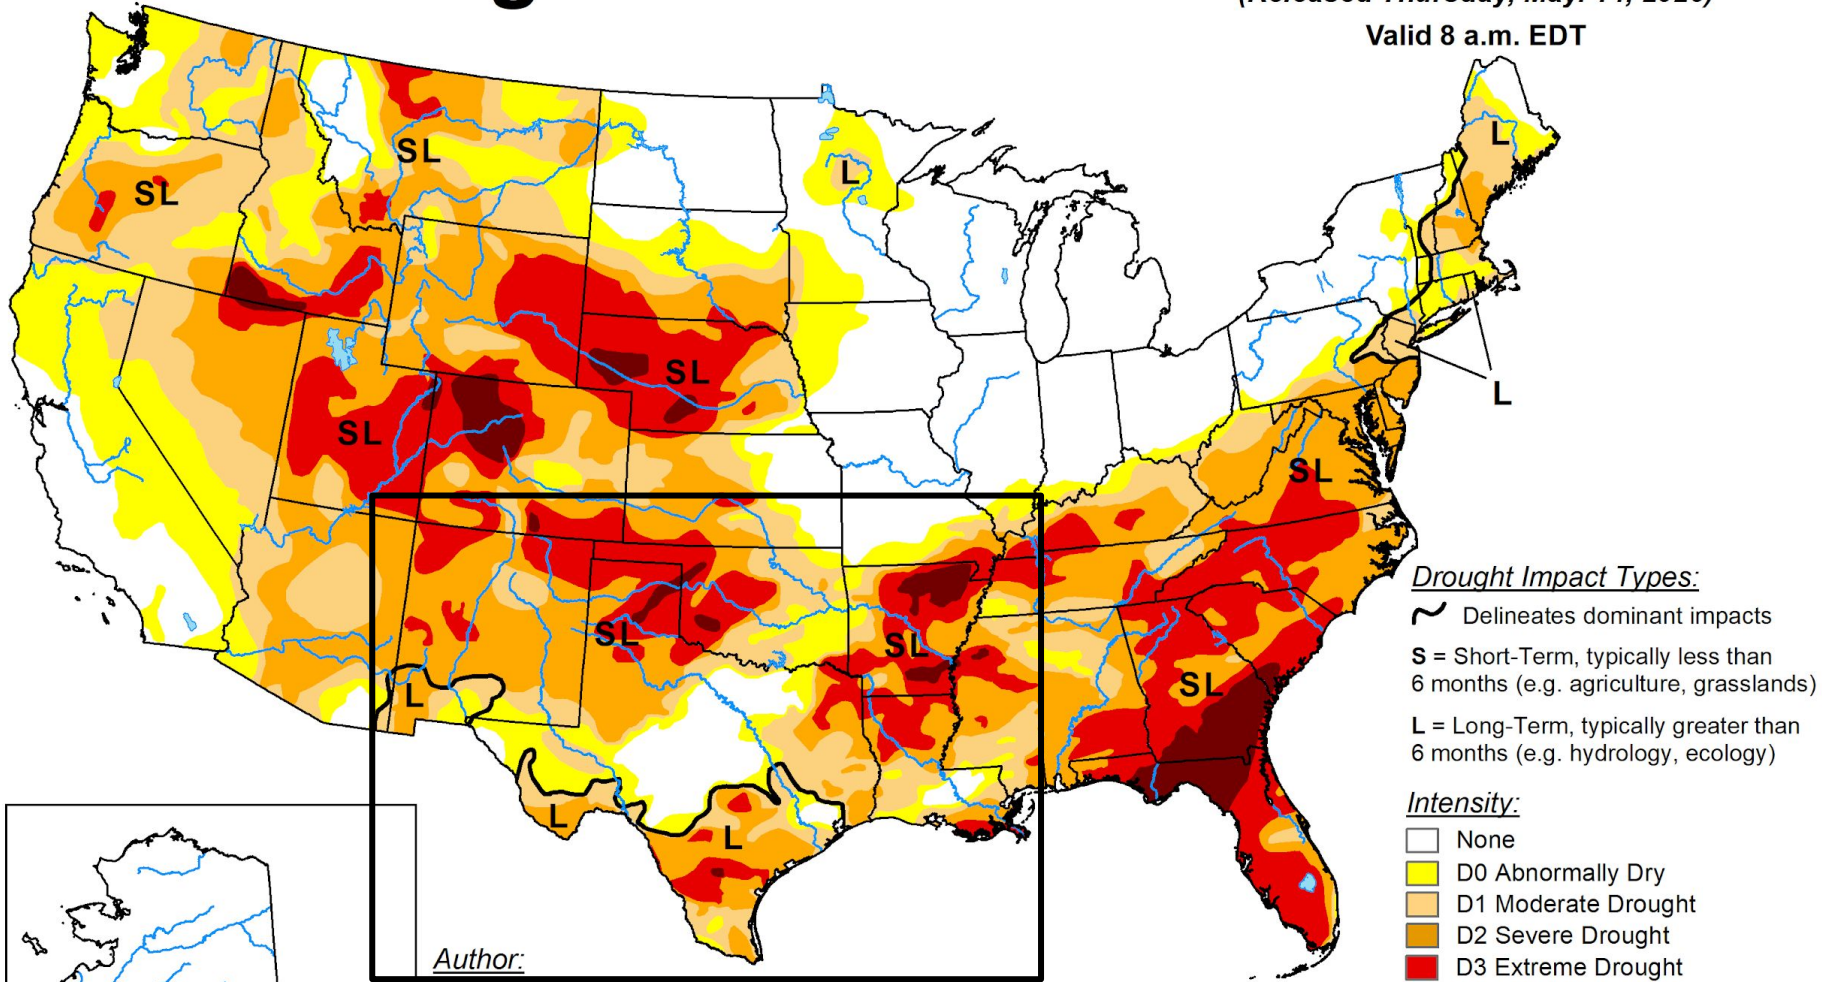 Valid 8 a.m. EDT
SL
SL
L
L
SL
SL
L
SL
SL
SL
SL
L
L
L
Drought Impact Types:
Delineates dominant impacts
S = Short-Term, typically less than
6 months (e.g. agriculture, grasslands)
L = Long-Term, typically greater than
6 months (e.g. hydrology, ecology)
Intensity:
None
D0 Abnormally Dry
D1 Moderate Drought
D2 Severe Drought
D3 Extreme Drought
Author: